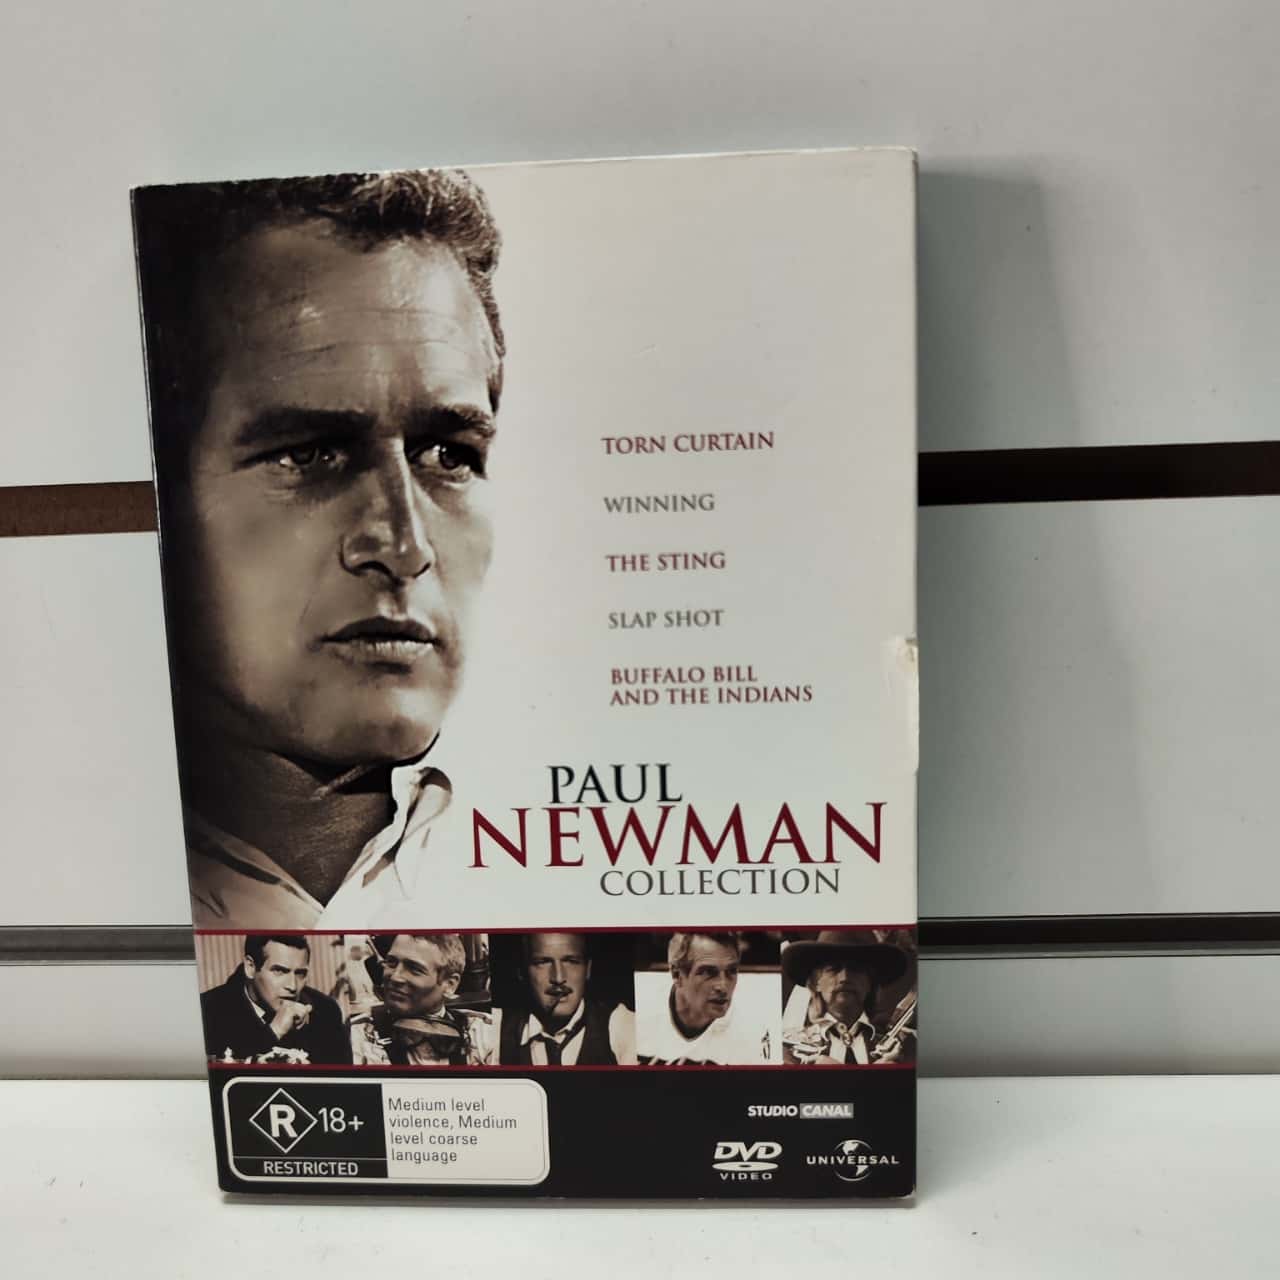 TORN CURTAIN
WINNING
THE STING
SLAP SHOT
BUFFALO BILL
AND THE INDIANS
PAUL
NEWMAN
COLLECTION
R 18+
RESTRICTED
Medium level
violence, Medium
level coarse
language
STUDIO CANAL
DVD
VIDEO
UNIVERSAL